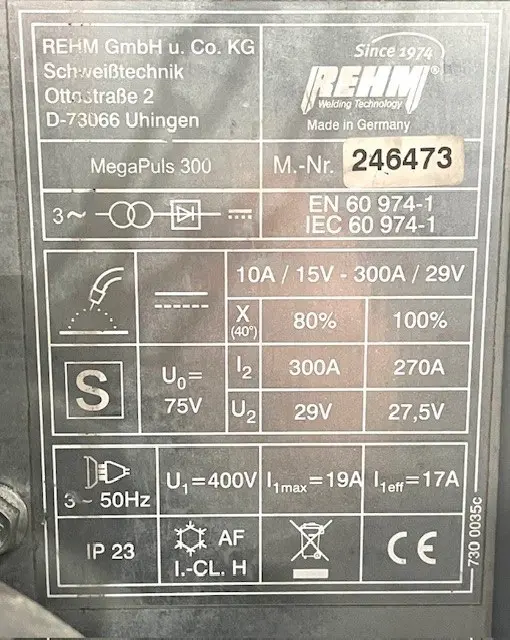 REHM GmbH u. Co. KG
Schweißtechnik
Ottostraße 2
D-73066 Uhingen
Since 1974
REHM®
Welding Technology
Made in Germany
MegaPuls 300
M.-Nr. 246473
3~
EN 60 974-1
IEC 60 974-1
10A / 15V - 300A / 29V
X (40°) 80% 100%
S
U₀= 75V
I₂ 300A 270A
U₂ 29V 27,5V
3~ 50Hz
U₁=400V
I₁max=19A
I₁eff=17A
IP 23
AF
I.-CL. H
CE
730 0035c